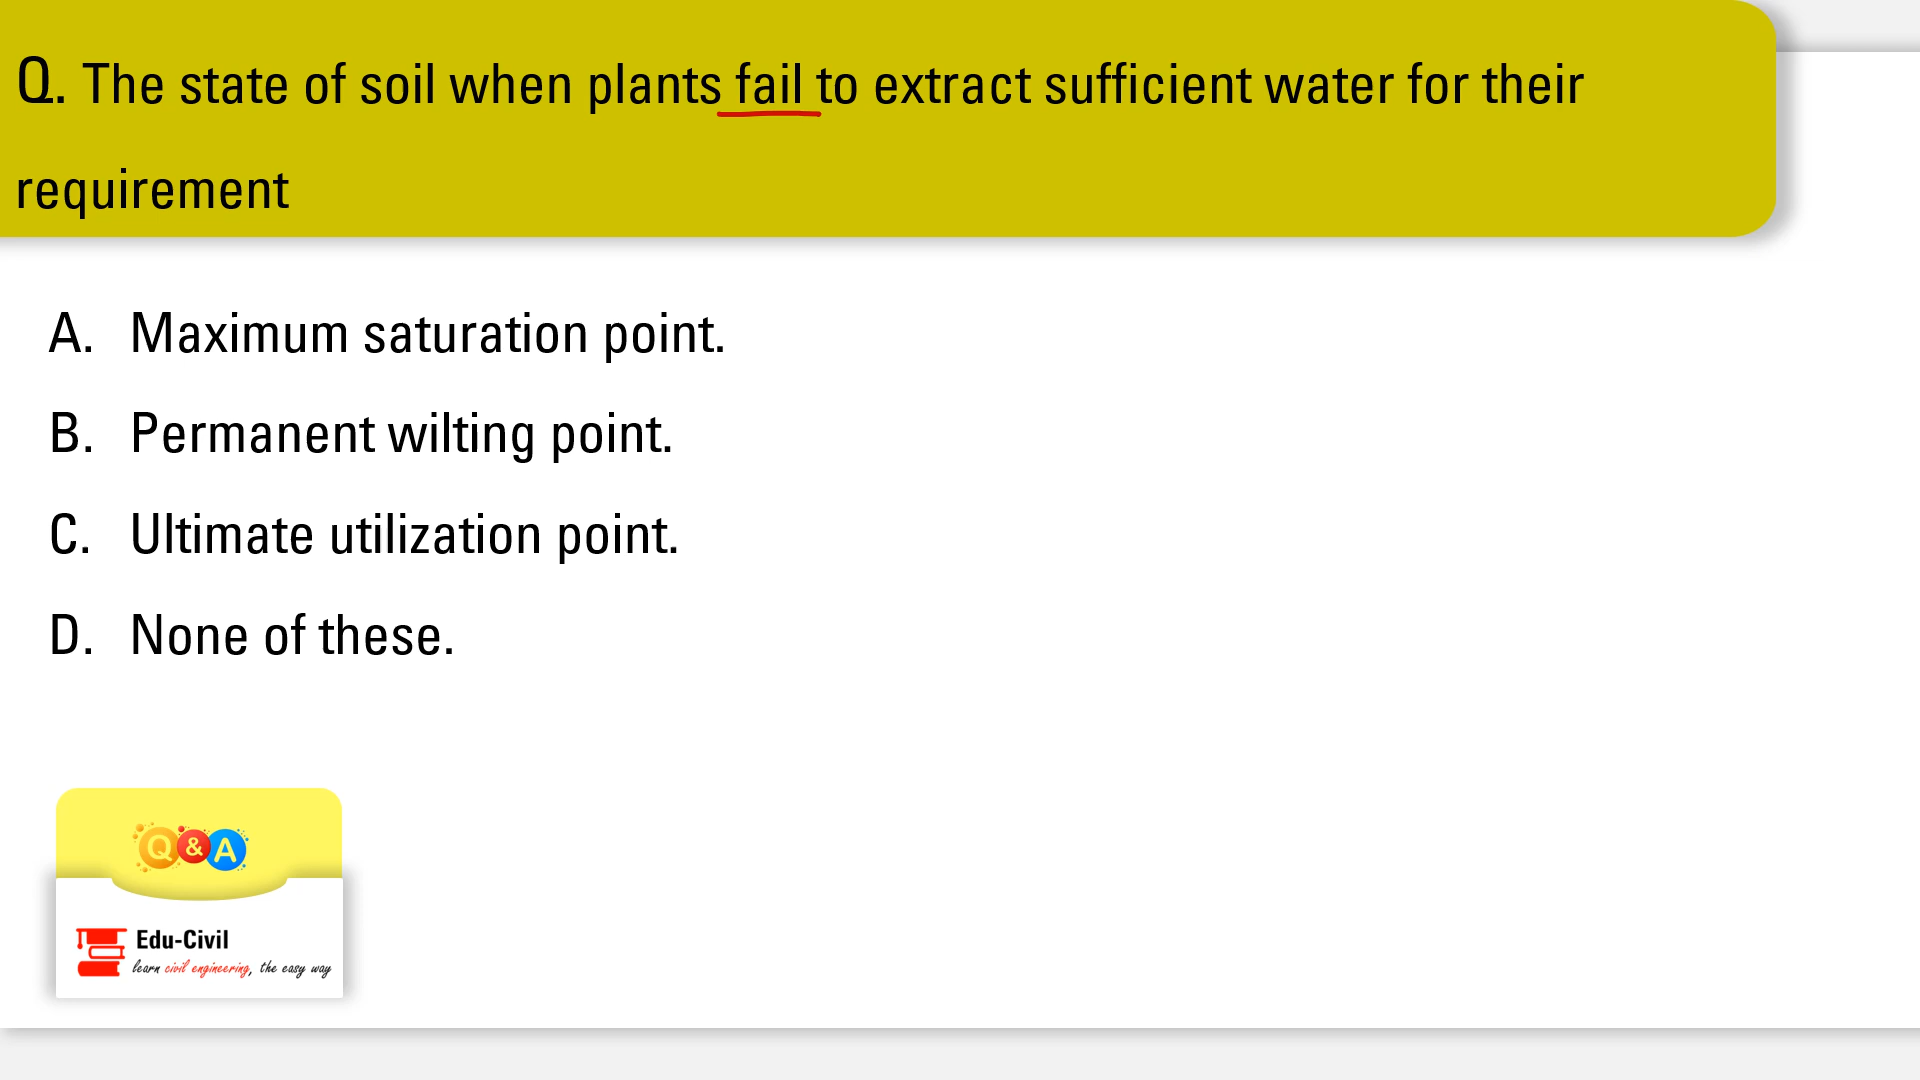 Q. The state of soil when plants fail to extract sufficient water for their
requirement
A. Maximum saturation point.
B. Permanent wilting point.
C. Ultimate utilization point.
D. None of these.
Q&A
Edu-Civil
learn civil engineering, the easy way